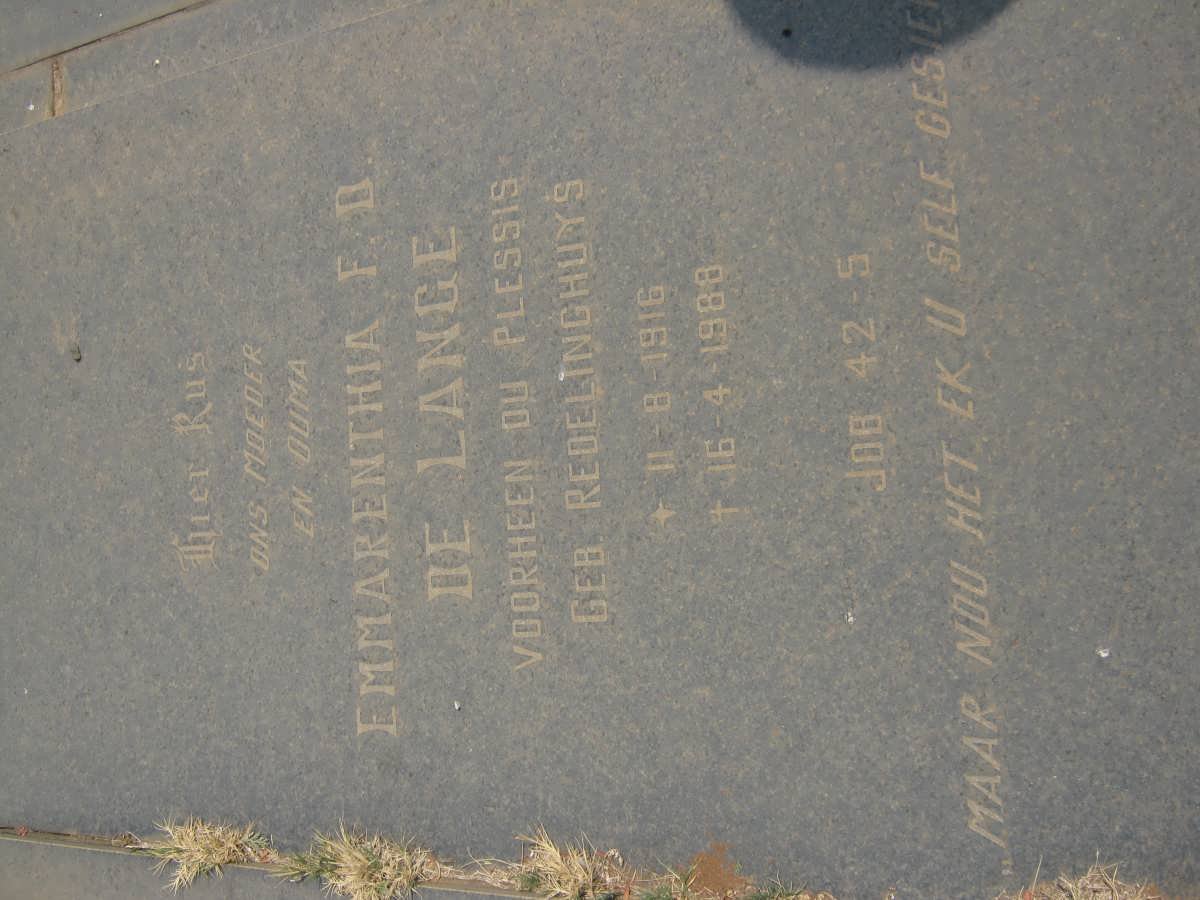 Hier Rus
ONS MOEDER
EN OUMA
EMMARENTHIA F. D.
DE LANGE
VOORHEEN DU PLESSIS
GEB. REDELINGHUYS
11-8-1916
† 16-4-1988
JOB 42-5
"MAAR NOU HET EK U SELF GESIEN